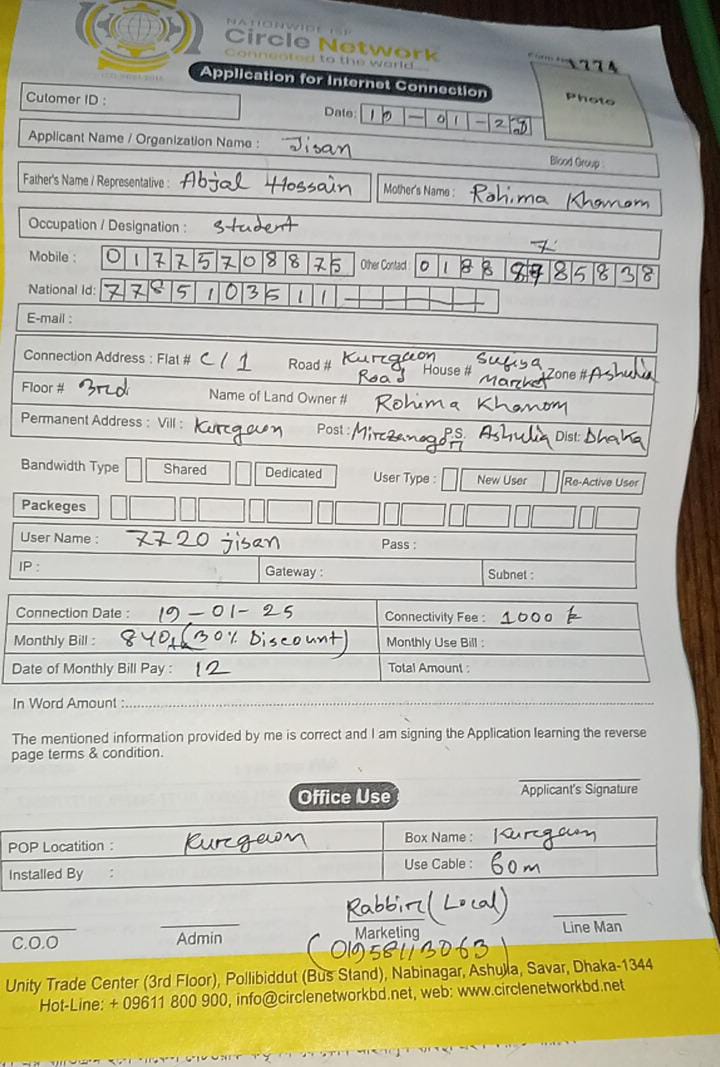 NATIONWIDE ISP
Circle Network
Connected to the world....
1774
Application for Internet Connection
Photo
Cutomer ID :
Date: 10-01-25
Applicant Name / Organization Name : Jisan
Blood Group :
Father's Name / Representative : Abjal Hossain
Mother's Name : Rohima Khanom
Occupation / Designation : Student
Mobile : 01775708875 Other Contact 0188 85838
National Id: 7785103511
E-mail :
Connection Address : Flat # C/1 Road # Kurgaon Road House # Sufiya Market Zone # Ashulia
Floor # 3rd Name of Land Owner # Rohima Khanom
Permanent Address : Vill : Kurgaon Post : Mirzanagor P.S. Ashulia Dist: Dhaka
Bandwidth Type Shared Dedicated User Type : New User Re-Active User
Packeges
User Name : 7720 jisan Pass :
IP : Gateway : Subnet :
Connection Date : 19-01-25 Connectivity Fee : 1000 tk
Monthly Bill : 840tk (30% Discount) Monthly Use Bill :
Date of Monthly Bill Pay : 12 Total Amount :
In Word Amount :
The mentioned information provided by me is correct and I am signing the Application learning the reverse
page terms & condition.
Applicant's Signature
Office Use
POP Locatition : Kurgaon Box Name : Kurgaon
Installed By : Use Cable : 60m
Rabbir (Local)
C.O.O Admin Marketing Line Man
(01958113063)
Unity Trade Center (3rd Floor), Pollibiddut (Bus Stand), Nabinagar, Ashulia, Savar, Dhaka-1344
Hot-Line: + 09611 800 900, info@circlenetworkbd.net, web: www.circlenetworkbd.net